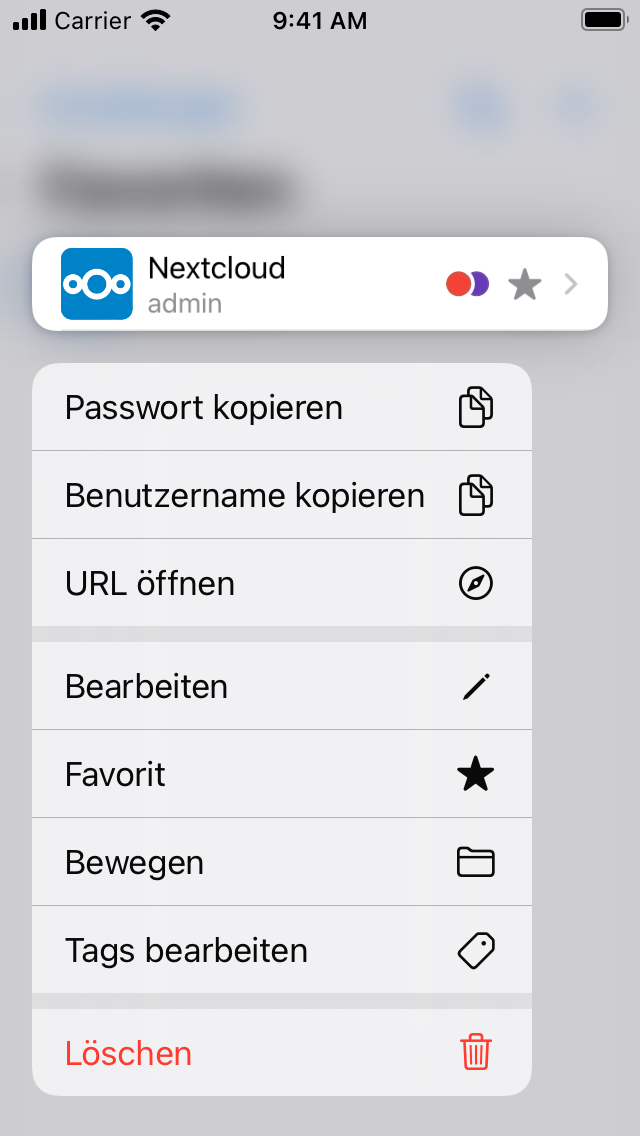 Carrier 9:41 AM
Nextcloud
admin
Passwort kopieren
Benutzername kopieren
URL öffnen
Bearbeiten
Favorit
Bewegen
Tags bearbeiten
Löschen